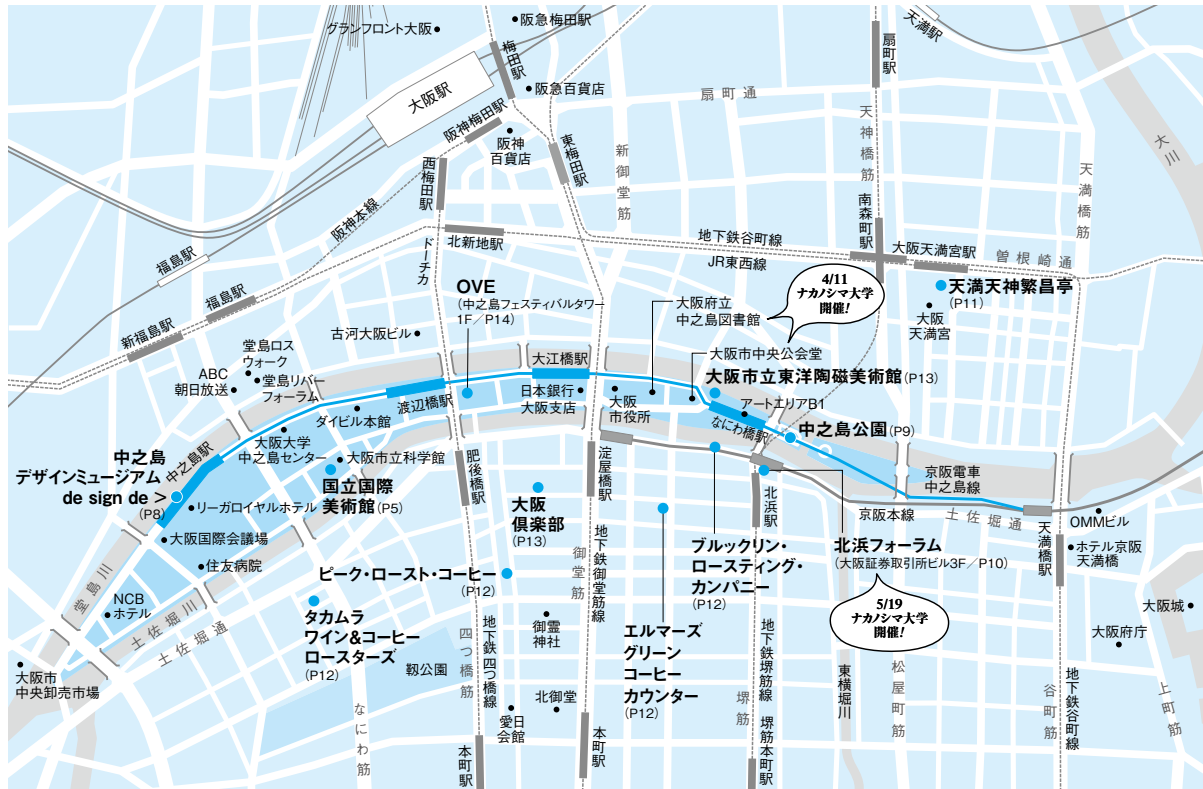 グランフロント大阪
阪急梅田駅
梅田駅
天満駅
扇町駅
大阪駅
阪急百貨店
扇町通
阪神梅田駅
阪神
百貨店
東梅田駅
新御堂筋
天神橋筋
大川
西梅田駅
阪神本線
天満橋筋
南森町駅
福島駅
北新地駅
地下鉄谷町線
JR東西線
大阪天満宮駅
曽根崎通
ドーチカ
福島駅
新福島駅
OVE
(中之島フェスティバルタワー
1F/P14)
4/11
ナカノシマ大学
開催!
天満天神繁昌亭
(P11)
大阪
天満宮
大阪府立
中之島図書館
古河大阪ビル
堂島ロス
ウォーク
ABC
朝日放送
堂島リバー
フォーラム
大江橋駅
大阪市中央公会堂
大阪市立東洋陶磁美術館(P13)
渡辺橋駅
日本銀行
大阪支店
大阪
市役所
アートエリアB1
なにわ橋駅
中之島公園(P9)
ダイビル本館
大阪大学
中之島センター
中之島駅
大阪市立科学館
中之島
デザインミュージアム
de sign de >
(P8)
国立国際
美術館(P5)
肥後橋駅
淀屋橋駅
北浜駅
京阪電車
中之島線
京阪本線
土佐堀通
天満橋駅
OMMビル
ホテル京阪
天満橋
リーガロイヤルホテル
大阪国際会議場
住友病院
大阪
倶楽部
(P13)
御堂筋
地下鉄御堂筋線
ブルックリン・
ロースティング・
カンパニー
(P12)
北浜フォーラム
(大阪証券取引所ビル3F/P10)
5/19
ナカノシマ大学
開催!
ピーク・ロースト・コーヒー
(P12)
堂島川
NCB
ホテル
土佐堀川
土佐堀通
タカムラ
ワイン&コーヒー
ロースターズ
(P12)
四つ橋筋
地下鉄四つ橋線
御霊
神社
エルマーズ
グリーン
コーヒー
カウンター
(P12)
地下鉄堺筋線
堺筋
東横堀川
松屋町筋
大阪城
大阪府庁
大阪市
中央卸売市場
靱公園
北御堂
愛日
会館
なにわ筋
本町駅
本町駅
堺筋本町駅
谷町筋
地下鉄谷町線
上町筋